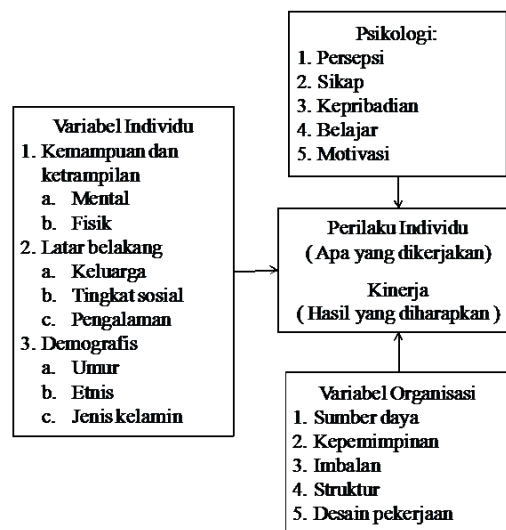 Psikologi:
1. Persepsi
2. Sikap
3. Kepribadian
4. Belajar
5. Motivasi
Variabel Individu
1. Kemampuan dan
ketrampilan
a. Mental
b. Fisik
2. Latar belakang
a. Keluarga
b. Tingkat sosial
c. Pengalaman
3. Demografis
a. Umur
b. Etnis
c. Jenis kelamin
Perilaku Individu
( Apa yang dikerjakan)
Kinerja
( Hasil yang diharapkan )
Variabel Organisasi
1. Sumber daya
2. Kepemimpinan
3. Imbalan
4. Struktur
5. Desain pekerjaan